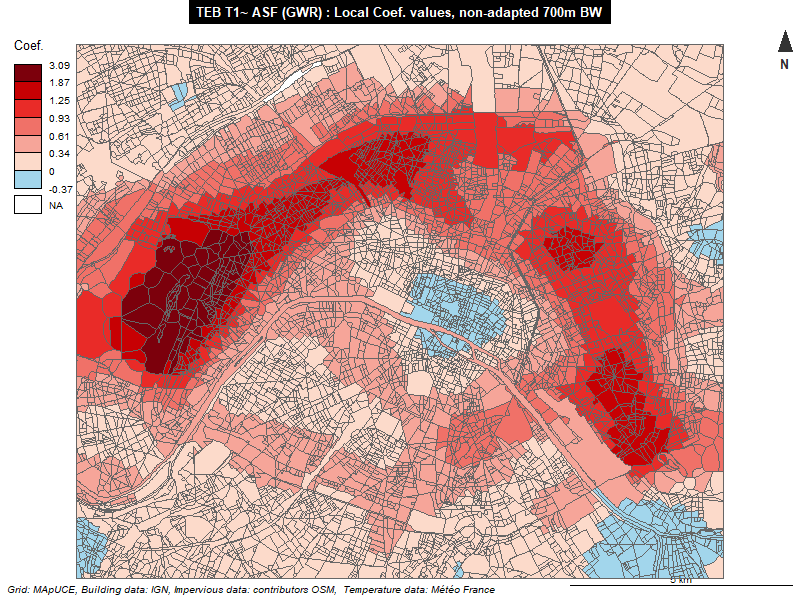 TEB T1~ ASF (GWR) : Local Coef. values, non-adapted 700m BW
Coef.
3.09
1.87
1.25
0.93
0.61
0.34
0
-0.37
NA
N
5 km
Grid: MApUCE, Building data: IGN, Impervious data: contributors OSM, Temperature data: Météo France